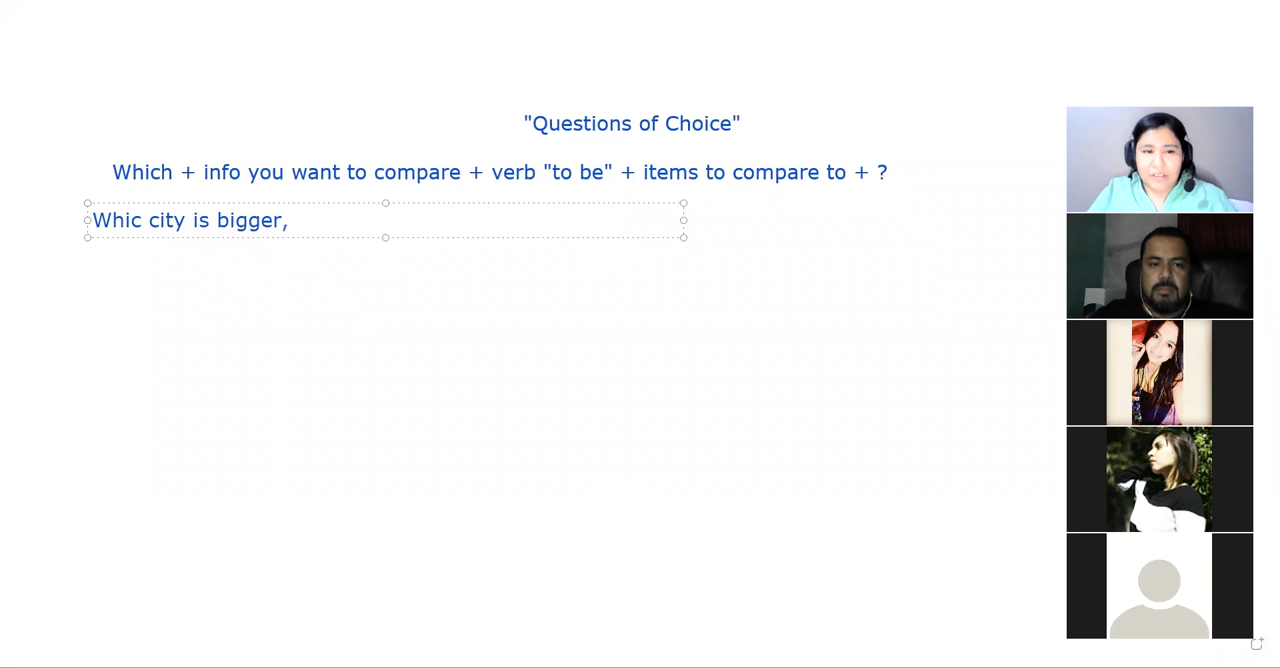 "Questions of Choice"
Which + info you want to compare + verb "to be" + items to compare to + ?
Whic city is bigger,